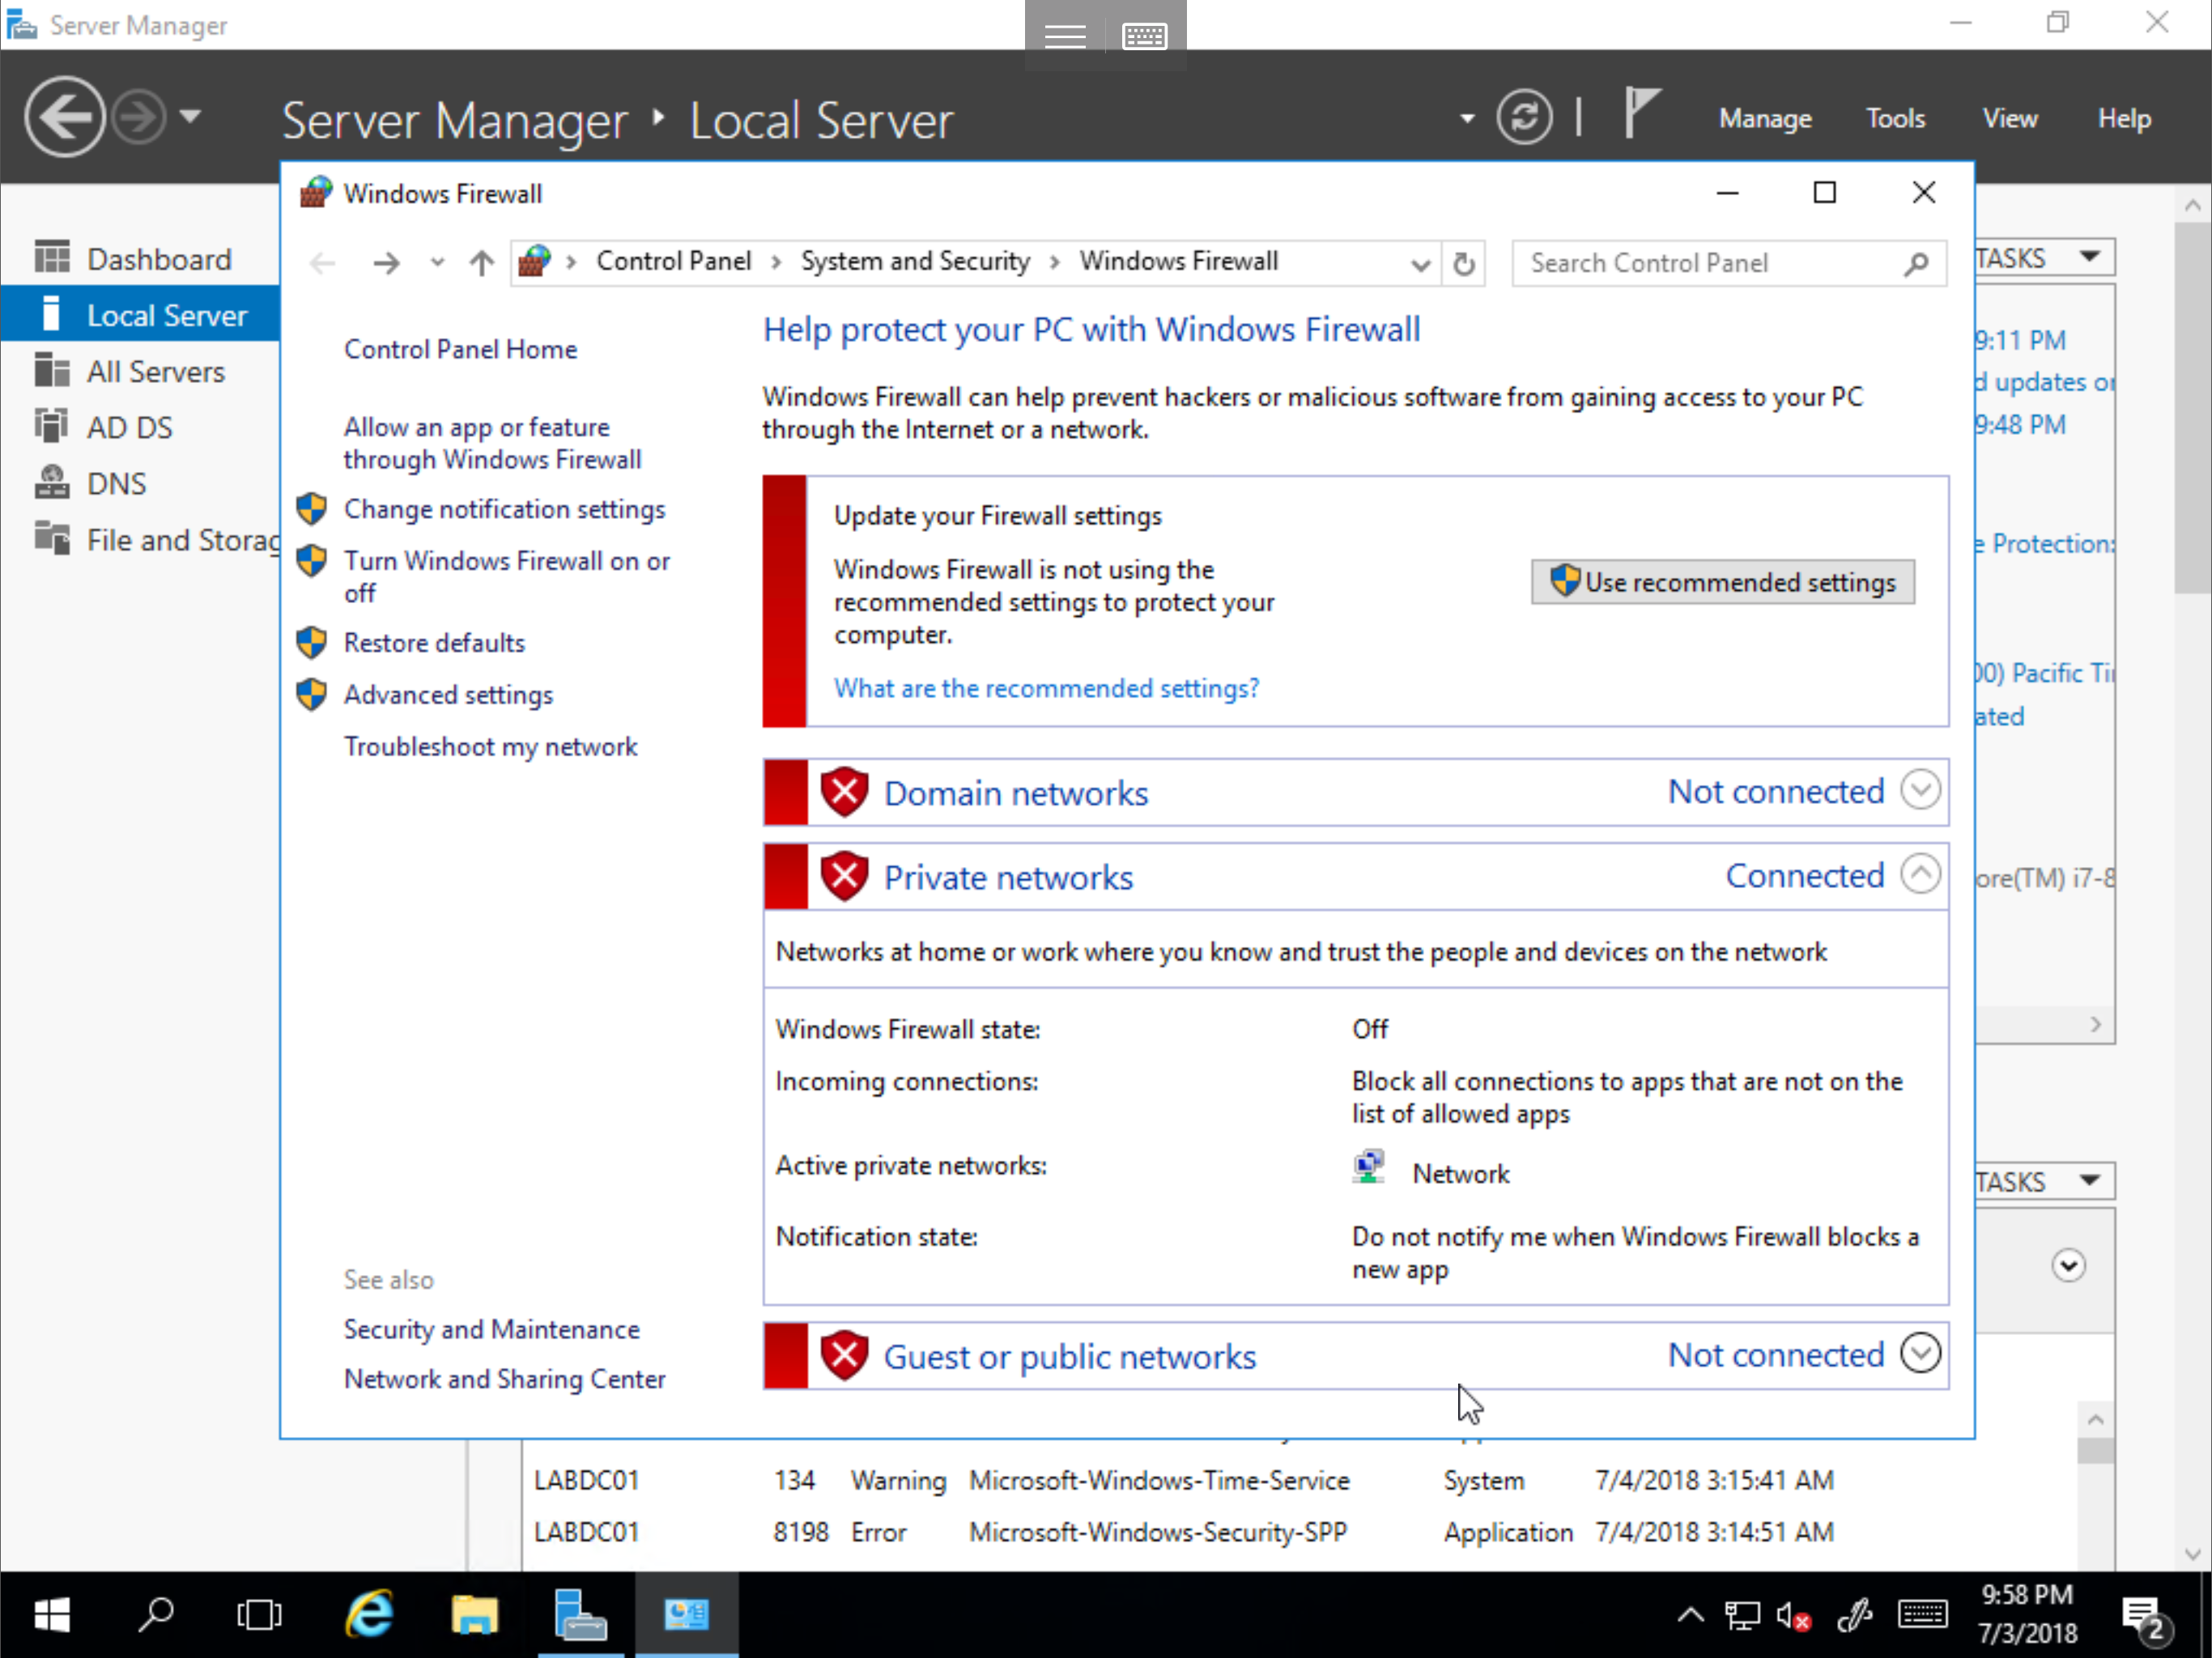 Server Manager
Server Manager ‣ Local Server
Manage Tools View Help
Dashboard
Local Server
All Servers
AD DS
DNS
File and Storag
Windows Firewall
Control Panel > System and Security > Windows Firewall
Search Control Panel
Control Panel Home
Allow an app or feature
through Windows Firewall
Change notification settings
Turn Windows Firewall on or
off
Restore defaults
Advanced settings
Troubleshoot my network
See also
Security and Maintenance
Network and Sharing Center
Help protect your PC with Windows Firewall
Windows Firewall can help prevent hackers or malicious software from gaining access to your PC
through the Internet or a network.
Update your Firewall settings
Windows Firewall is not using the
recommended settings to protect your
computer.
Use recommended settings
What are the recommended settings?
Domain networks Not connected
Private networks Connected
Networks at home or work where you know and trust the people and devices on the network
Windows Firewall state: Off
Incoming connections: Block all connections to apps that are not on the
list of allowed apps
Active private networks: Network
Notification state: Do not notify me when Windows Firewall blocks a
new app
Guest or public networks Not connected
TASKS
9:11 PM
d updates or
9:48 PM
e Protection:
00) Pacific Ti
ated
ore(TM) i7-8
TASKS
LABDC01 134 Warning Microsoft-Windows-Time-Service System 7/4/2018 3:15:41 AM
LABDC01 8198 Error Microsoft-Windows-Security-SPP Application 7/4/2018 3:14:51 AM
9:58 PM
7/3/2018
2